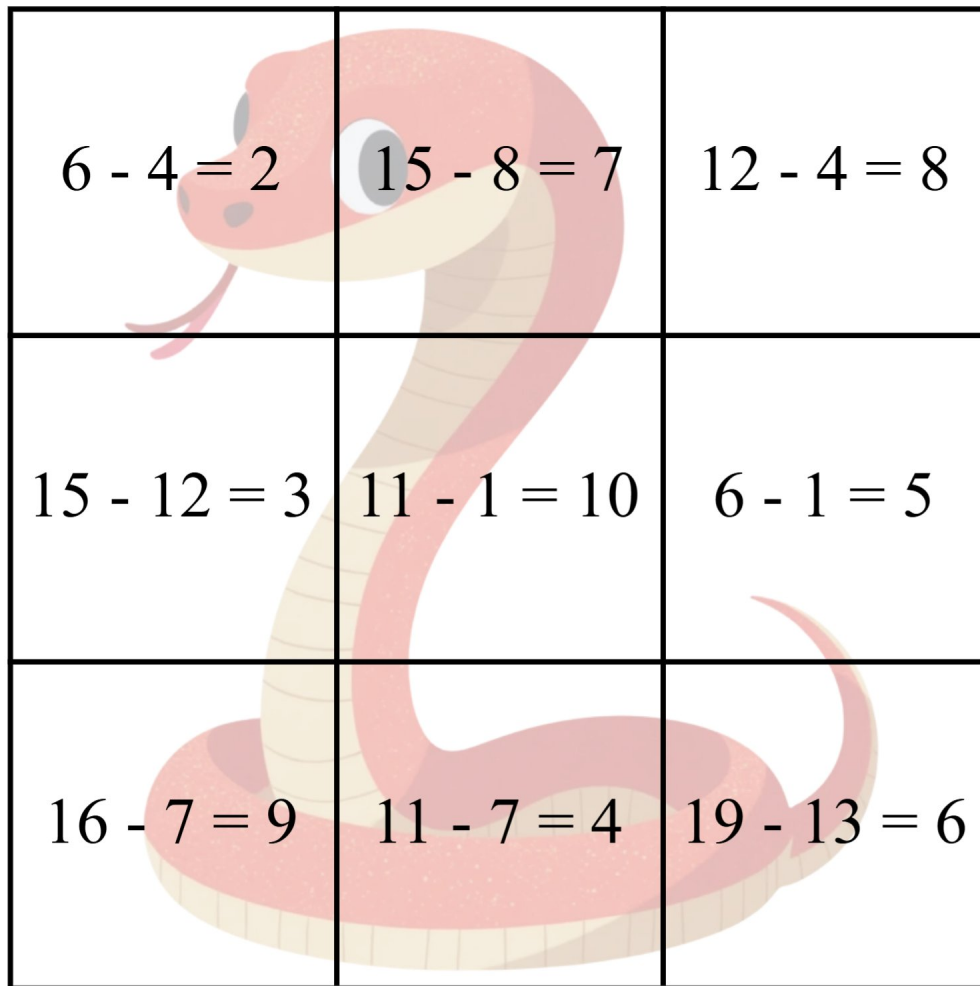 6 - 4 = 2 15 - 8 = 7 12 - 4 = 8
15 - 12 = 3 11 - 1 = 10 6 - 1 = 5
16 - 7 = 9 11 - 7 = 4 19 - 13 = 6